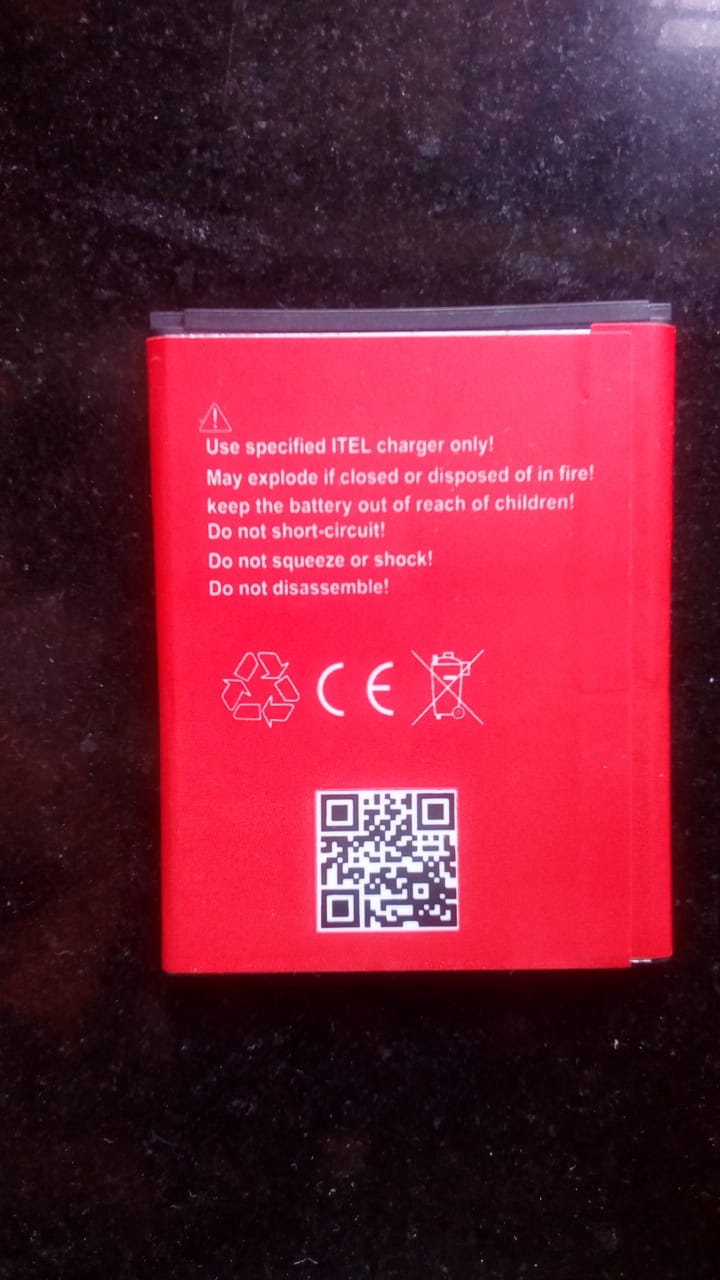 Use specified ITEL charger only!
May explode if closed or disposed of in fire!
keep the battery out of reach of children!
Do not short-circuit!
Do not squeeze or shock!
Do not disassemble!
CE